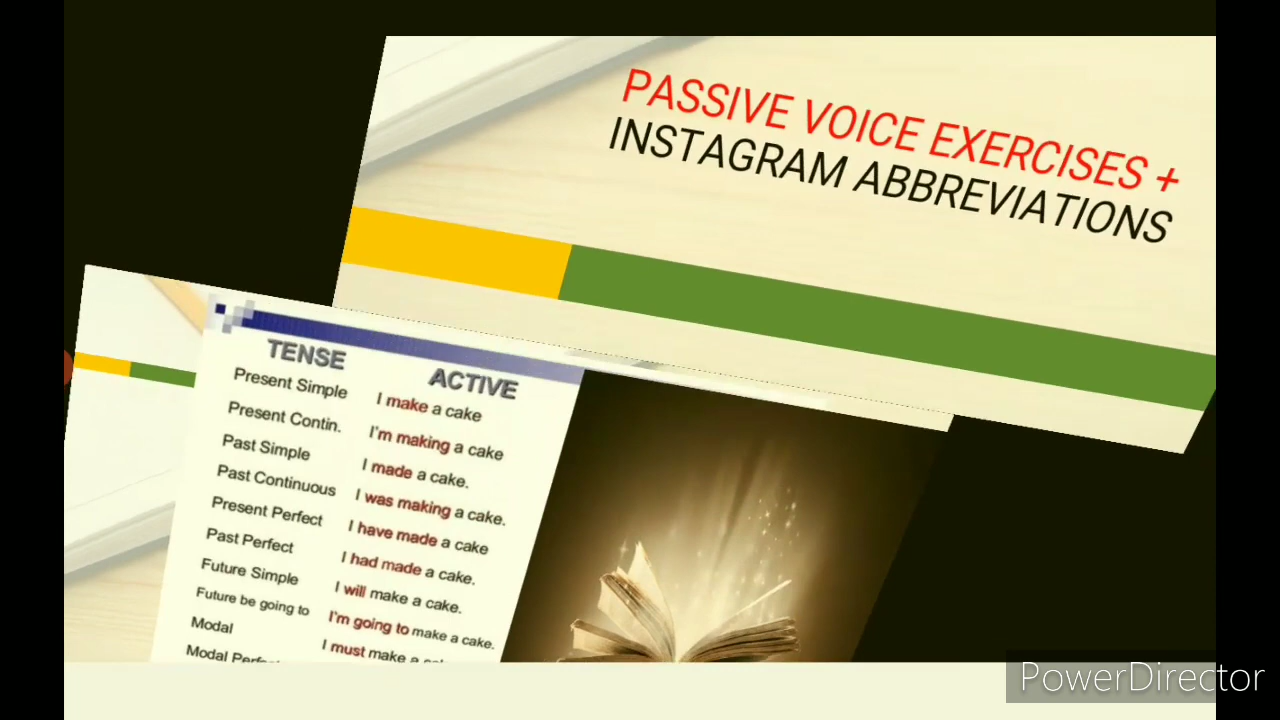 PASSIVE VOICE EXERCISES +
INSTAGRAM ABBREVIATIONS
TENSE ACTIVE
Present Simple I make a cake
Present Contin. I'm making a cake
Past Simple I made a cake.
Past Continuous I was making a cake.
Present Perfect I have made a cake
Past Perfect I had made a cake.
Future Simple I will make a cake.
Future be going to I'm going to make a cake.
Modal I must make a
Modal
PowerDirector